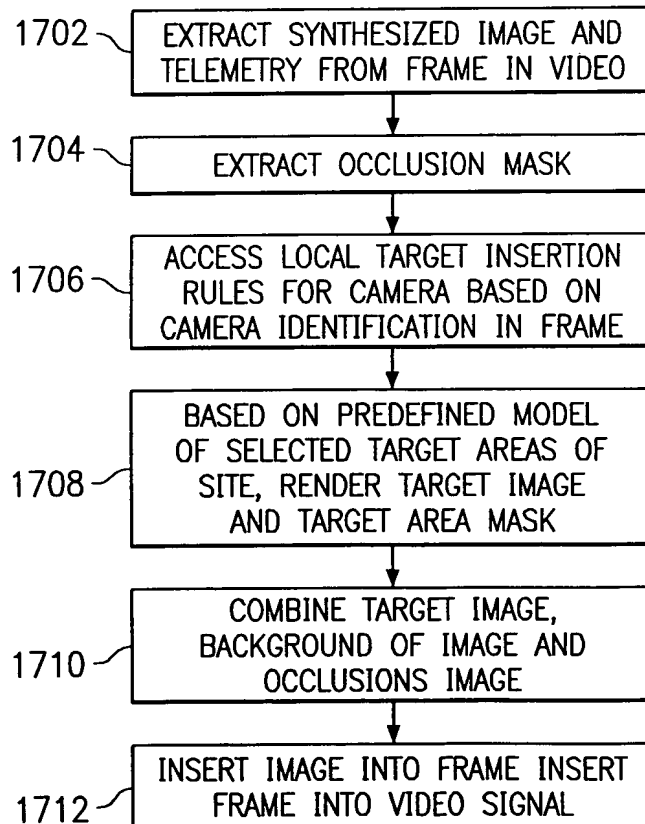 1702
EXTRACT SYNTHESIZED IMAGE AND
TELEMETRY FROM FRAME IN VIDEO
1704
EXTRACT OCCLUSION MASK
1706
ACCESS LOCAL TARGET INSERTION
RULES FOR CAMERA BASED ON
CAMERA IDENTIFICATION IN FRAME
1708
BASED ON PREDEFINED MODEL
OF SELECTED TARGET AREAS OF
SITE, RENDER TARGET IMAGE
AND TARGET AREA MASK
1710
COMBINE TARGET IMAGE,
BACKGROUND OF IMAGE AND
OCCLUSIONS IMAGE
1712
INSERT IMAGE INTO FRAME INSERT
FRAME INTO VIDEO SIGNAL